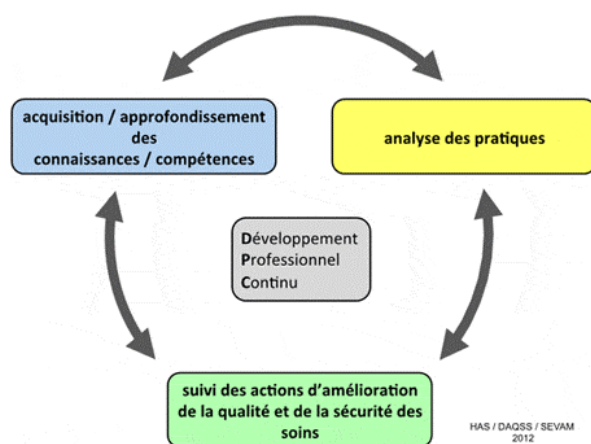 acquisition / approfondissement
des
connaissances / compétences
analyse des pratiques
Développement
Professionnel
Continu
suivi des actions d'amélioration
de la qualité et de la sécurité des
soins
HAS / DAQSS / SEVAM
2012